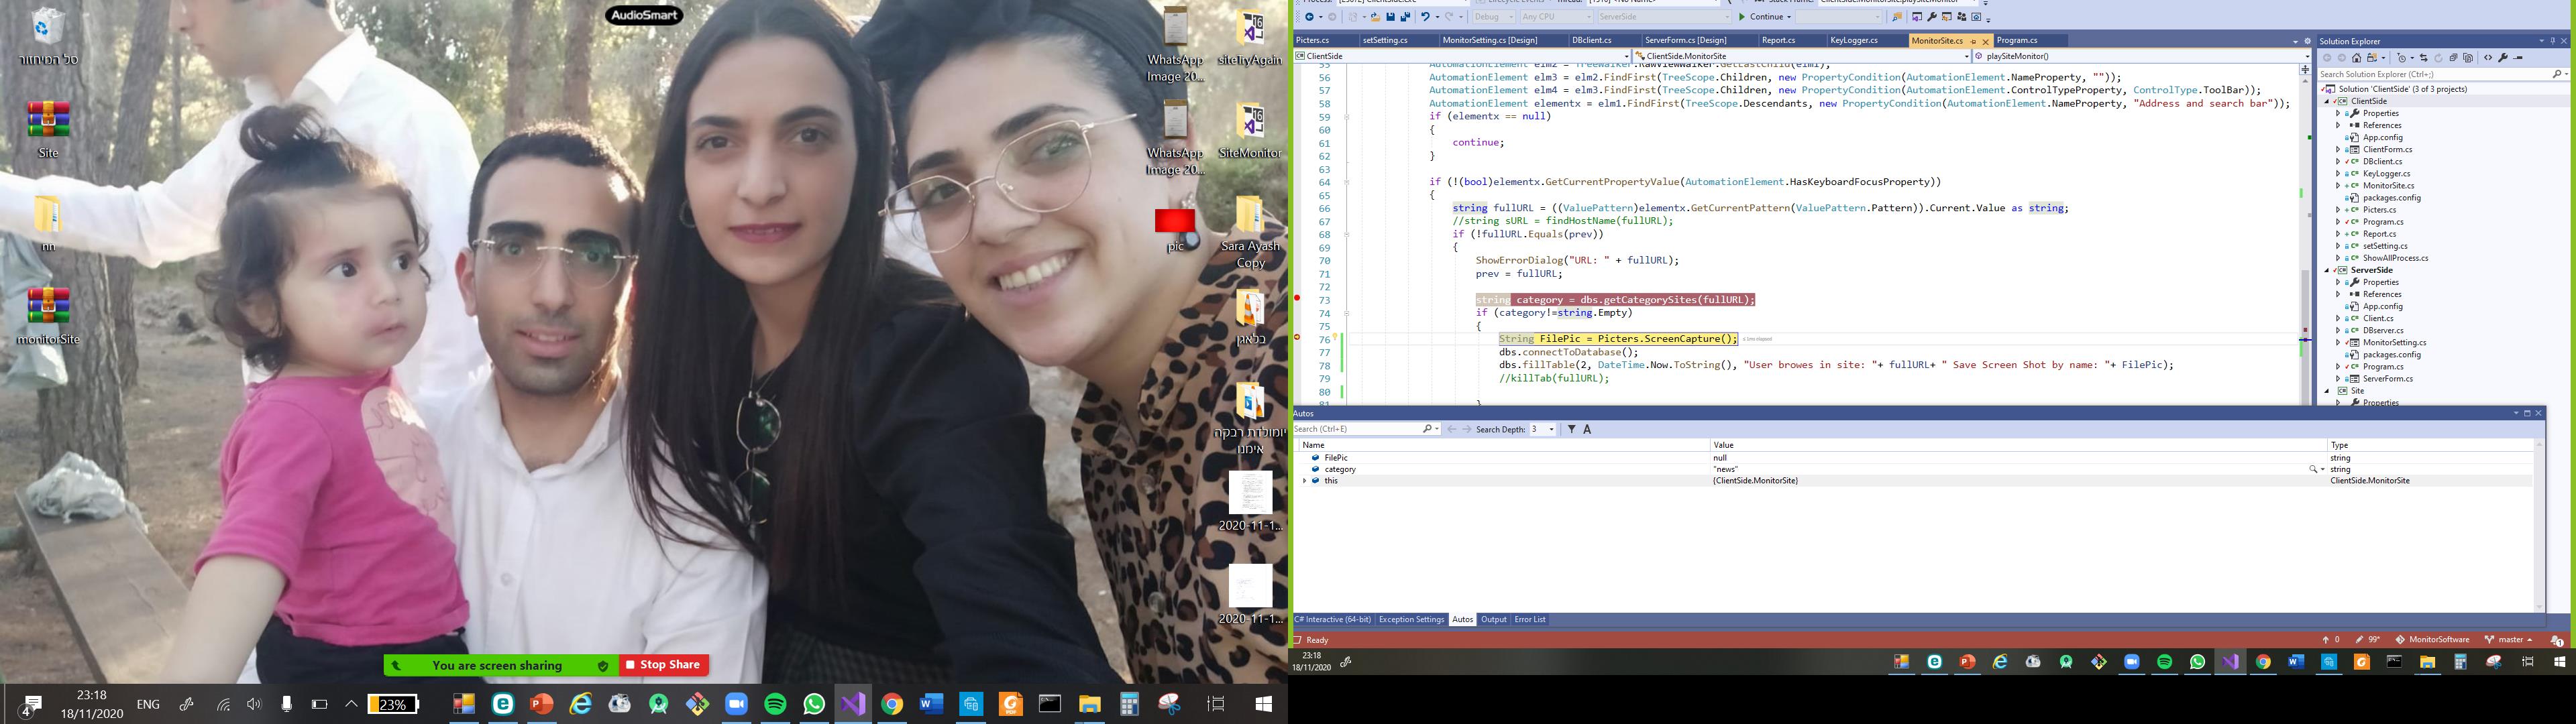 AudioSmart
סל המיחזור
Site
חח
monitorSite
WhatsApp
Image 20...
WhatsApp
Image 20...
pic
siteTryAgain
SiteMonitor
Sara Ayash
Copy
בלאגן
יומולדת רבקה
אימנו
2020-11-1...
2020-11-1...
You are screen sharing
Stop Share
4
23:18
18/11/2020
ENG
23%
Debug
Any CPU
ServerSide
Continue
Picters.cs
setSetting.cs
MonitorSetting.cs [Design]
DBclient.cs
ServerForm.cs [Design]
Report.cs
KeyLogger.cs
MonitorSite.cs
Program.cs
ClientSide
ClientSide.MonitorSite
playSiteMonitor()
56 AutomationElement elm3 = elm2.FindFirst(TreeScope.Children, new PropertyCondition(AutomationElement.NameProperty, ""));
57 AutomationElement elm4 = elm3.FindFirst(TreeScope.Children, new PropertyCondition(AutomationElement.ControlTypeProperty, ControlType.ToolBar));
58 AutomationElement elementx = elm1.FindFirst(TreeScope.Descendants, new PropertyCondition(AutomationElement.NameProperty, "Address and search bar"));
59 if (elementx == null)
60 {
61 continue;
62 }
63
64 if (!(bool)elementx.GetCurrentPropertyValue(AutomationElement.HasKeyboardFocusProperty))
65 {
66 string fullURL = ((ValuePattern)elementx.GetCurrentPattern(ValuePattern.Pattern)).Current.Value as string;
67 //string sURL = findHostName(fullURL);
68 if (!fullURL.Equals(prev))
69 {
70 ShowErrorDialog("URL: " + fullURL);
71 prev = fullURL;
72
73 string category = dbs.getCategorySites(fullURL);
74 if (category!=string.Empty)
75 {
76 String FilePic = Picters.ScreenCapture();
77 dbs.connectToDatabase();
78 dbs.fillTable(2, DateTime.Now.ToString(), "User browes in site: "+ fullURL+ " Save Screen Shot by name: "+ FilePic);
79 //killTab(fullURL);
80
Solution Explorer
Search Solution Explorer (Ctrl+;)
Solution 'ClientSide' (3 of 3 projects)
ClientSide
Properties
References
App.config
ClientForm.cs
DBclient.cs
KeyLogger.cs
MonitorSite.cs
packages.config
Picters.cs
Program.cs
Report.cs
setSetting.cs
ShowAllProcess.cs
ServerSide
Properties
References
App.config
Client.cs
DBserver.cs
MonitorSetting.cs
packages.config
Program.cs
ServerForm.cs
Site
Properties
Autos
Search (Ctrl+E)
Search Depth: 3
Name Value Type
FilePic null string
category "news" string
this {ClientSide.MonitorSite} ClientSide.MonitorSite
C# Interactive (64-bit)
Exception Settings
Autos
Output
Error List
Ready
0
99*
MonitorSoftware
master
23:18
18/11/2020